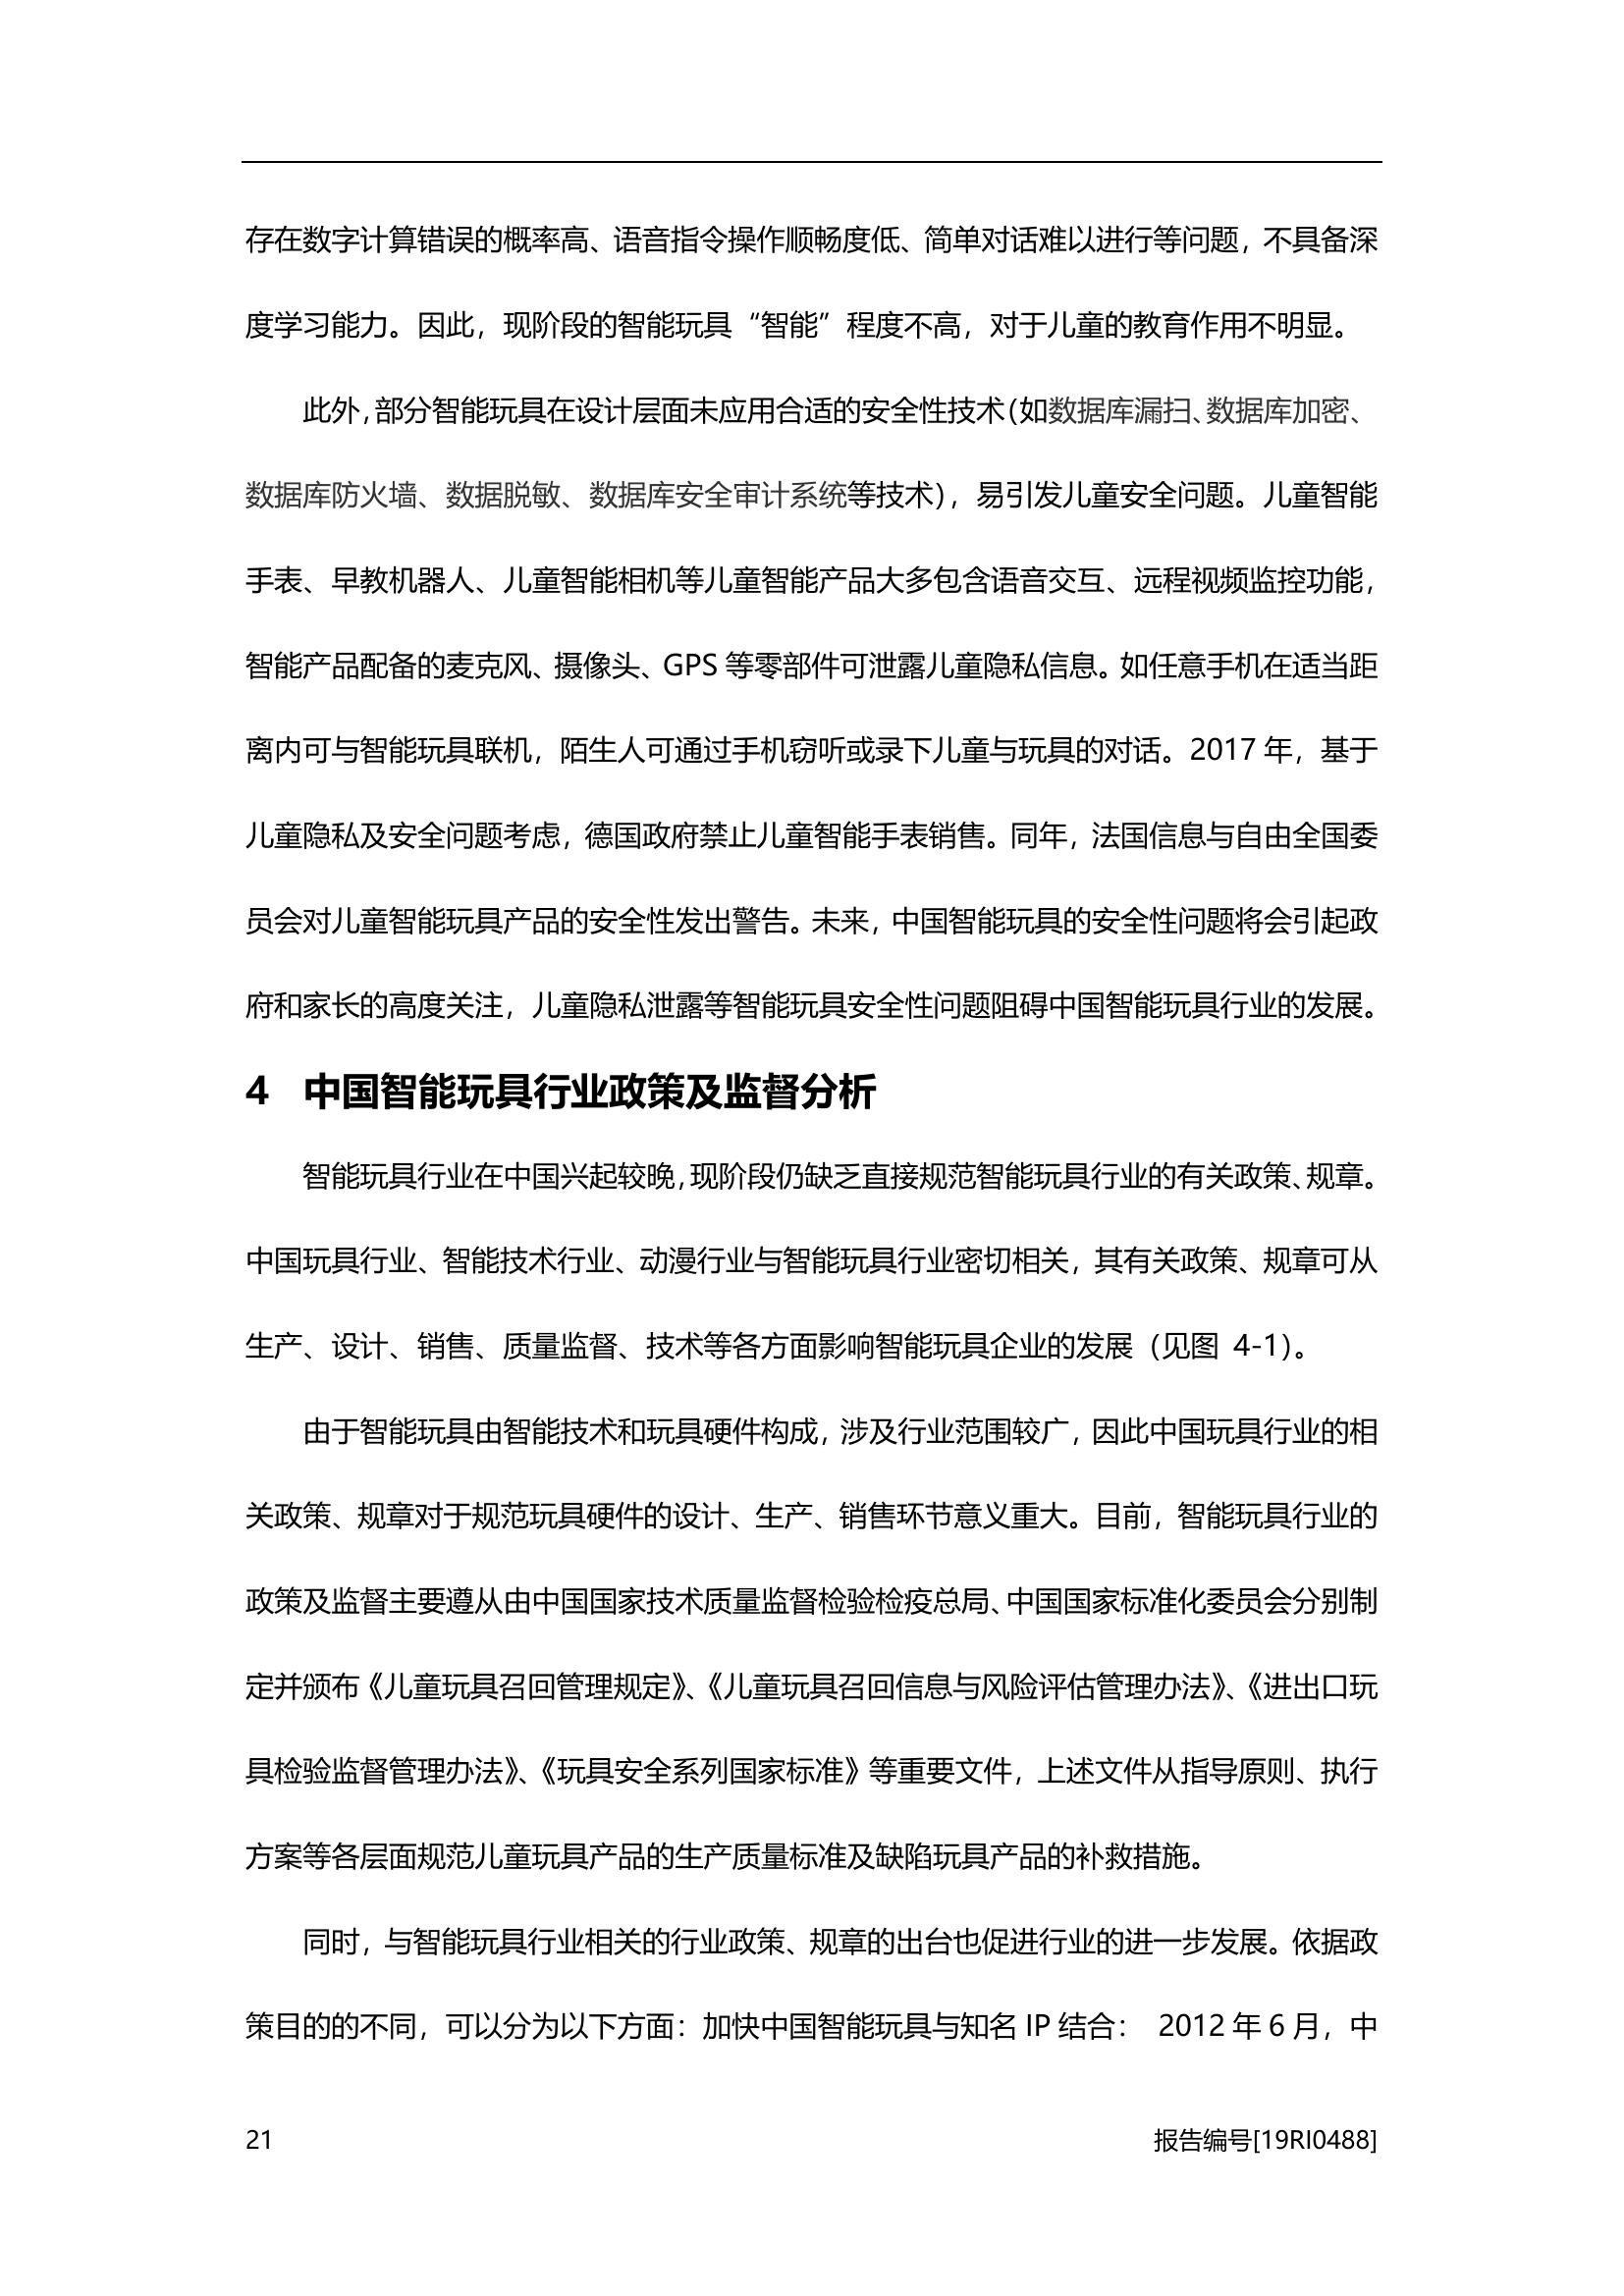 存在数字计算错误的概率高、语音指令操作顺畅度低、简单对话难以进行等问题，不具备深
度学习能力。因此，现阶段的智能玩具“智能”程度不高，对于儿童的教育作用不明显。
此外，部分智能玩具在设计层面未应用合适的安全性技术（如数据库漏扫、数据库加密、
数据库防火墙、数据脱敏、数据库安全审计系统等技术），易引发儿童安全问题。儿童智能
手表、早教机器人、儿童智能相机等儿童智能产品大多包含语音交互、远程视频监控功能，
智能产品配备的麦克风、摄像头、GPS 等零部件可泄露儿童隐私信息。如任意手机在适当距
离内可与智能玩具联机，陌生人可通过手机窃听或录下儿童与玩具的对话。2017 年，基于
儿童隐私及安全问题考虑，德国政府禁止儿童智能手表销售。同年，法国信息与自由全国委
员会对儿童智能玩具产品的安全性发出警告。未来，中国智能玩具的安全性问题将会引起政
府和家长的高度关注，儿童隐私泄露等智能玩具安全性问题阻碍中国智能玩具行业的发展。
4 中国智能玩具行业政策及监督分析
智能玩具行业在中国兴起较晚，现阶段仍缺乏直接规范智能玩具行业的有关政策、规章。
中国玩具行业、智能技术行业、动漫行业与智能玩具行业密切相关，其有关政策、规章可从
生产、设计、销售、质量监督、技术等各方面影响智能玩具企业的发展（见图 4-1）。
由于智能玩具由智能技术和玩具硬件构成，涉及行业范围较广，因此中国玩具行业的相
关政策、规章对于规范玩具硬件的设计、生产、销售环节意义重大。目前，智能玩具行业的
政策及监督主要遵从由中国国家技术质量监督检验检疫总局、中国国家标准化委员会分别制
定并颁布《儿童玩具召回管理规定》、《儿童玩具召回信息与风险评估管理办法》、《进出口玩
具检验监督管理办法》、《玩具安全系列国家标准》等重要文件，上述文件从指导原则、执行
方案等各层面规范儿童玩具产品的生产质量标准及缺陷玩具产品的补救措施。
同时，与智能玩具行业相关的行业政策、规章的出台也促进行业的进一步发展。依据政
策目的的不同，可以分为以下方面：加快中国智能玩具与知名 IP 结合： 2012 年 6 月，中
21 报告编号[19RI0488]